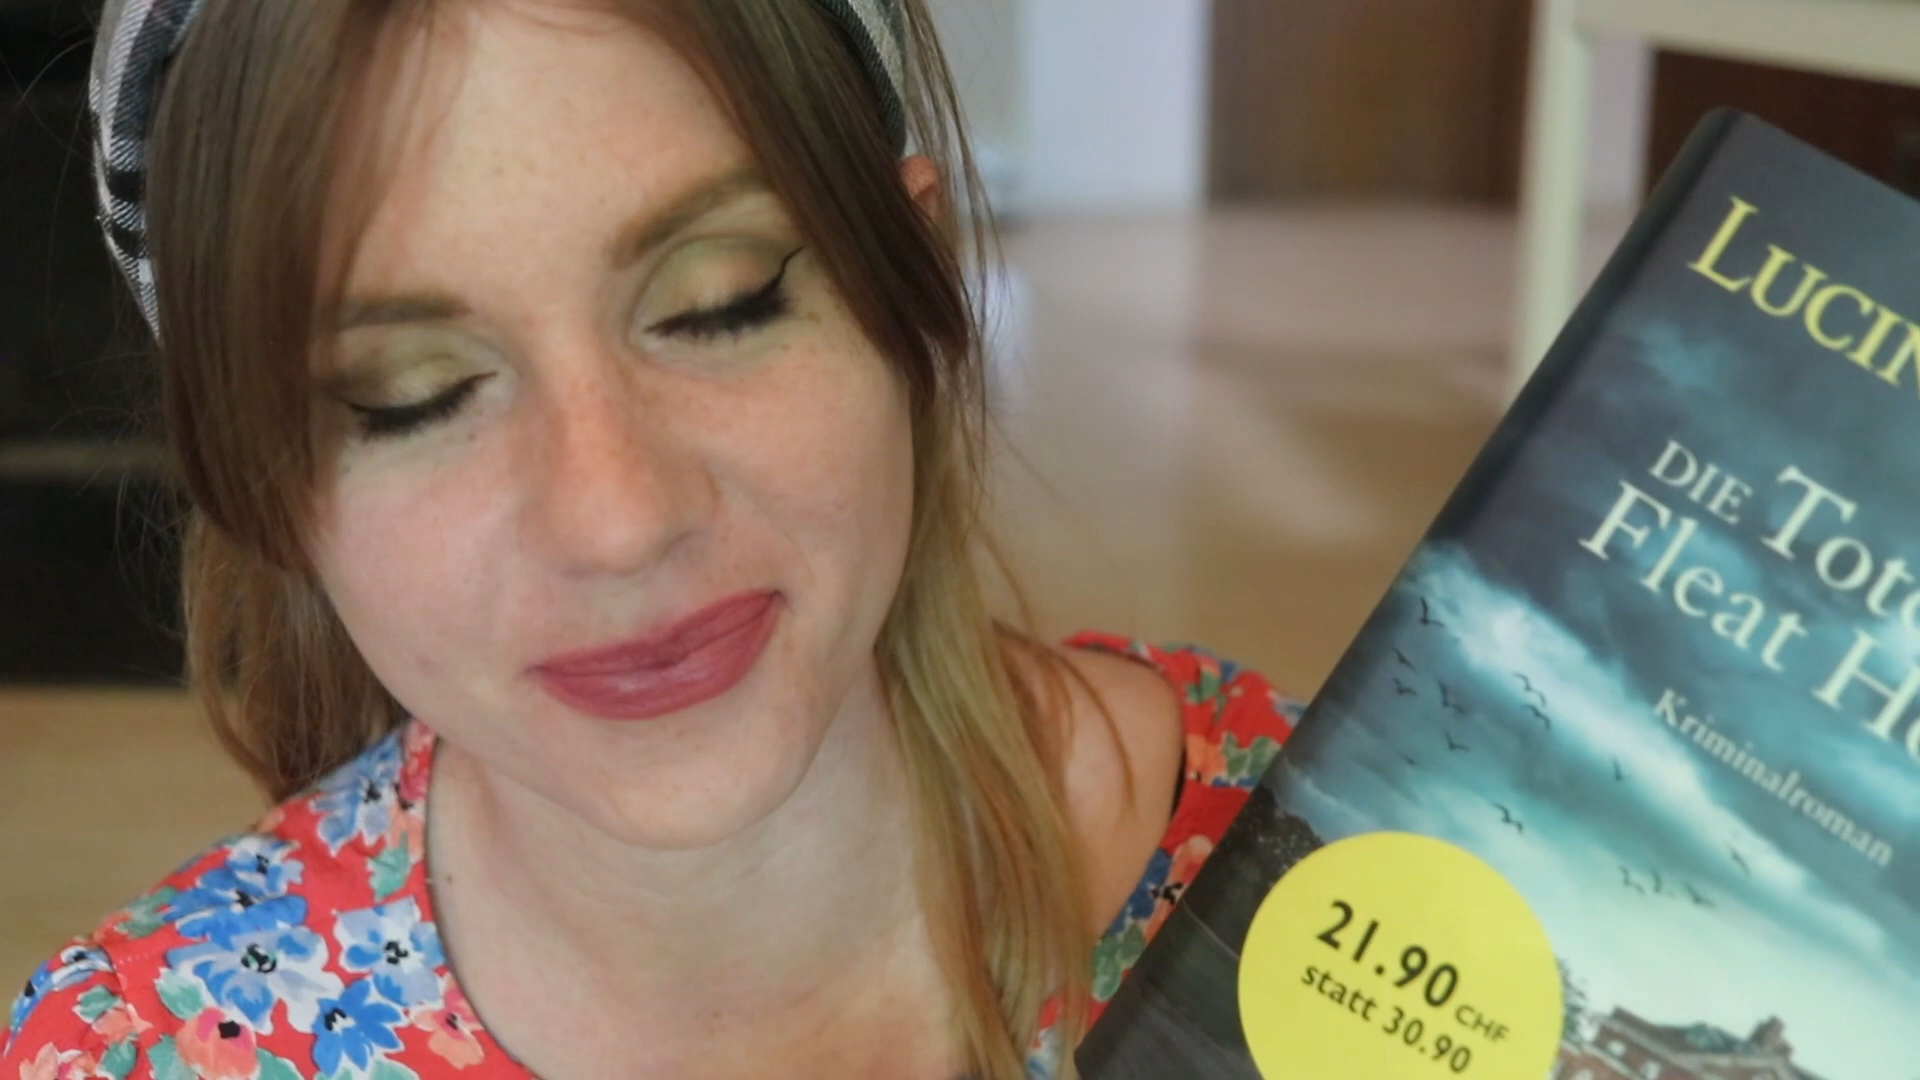 LUCIN
DIE Tote
Fleat H
Kriminalroman
21.90 CHF
statt 30.90